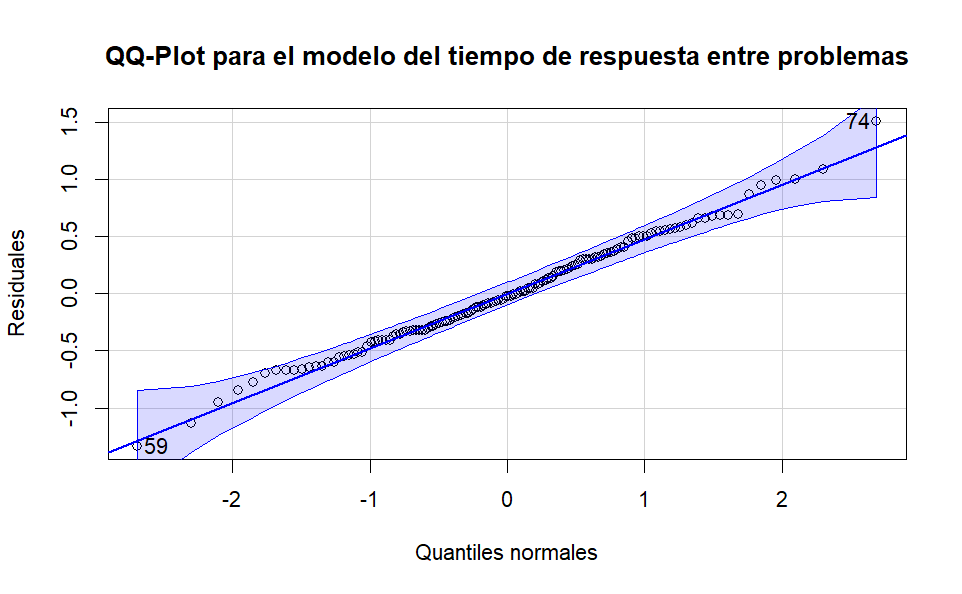 QQ-Plot para el modelo del tiempo de respuesta entre problemas
Residuales
1.5
1.0
0.5
0.0
-0.5
-1.0
74
59
-2 -1 0 1 2
Quantiles normales